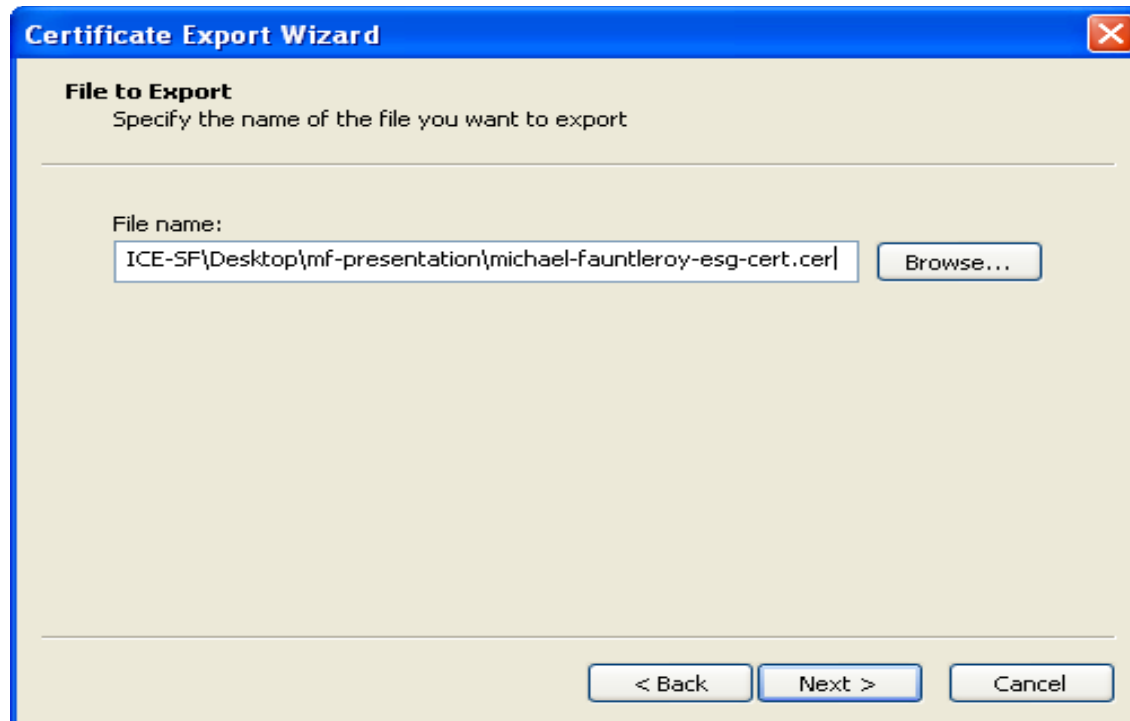 Certificate Export Wizard
File to Export
Specify the name of the file you want to export
File name:
ICE-SF\Desktop\mf-presentation\michael-fauntleroy-esg-cert.cer
Browse...
< Back
Next >
Cancel